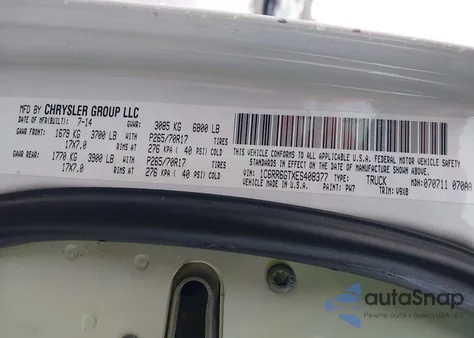 MFD BY CHRYSLER GROUP LLC
DATE OF MFR(BUILT): 7-14 GVWR: 3085 KG 6800 LB
GAWR FRONT: 1679 KG 3700 LB WITH P265/70R17 TIRES
17X7.0 RIMS AT 276 KPA ( 40 PSI) COLD
GAWR REAR: 1770 KG 3900 LB WITH P265/70R17 TIRES
17X7.0 RIMS AT 276 KPA ( 40 PSI) COLD
THIS VEHICLE CONFORMS TO ALL APPLICABLE U.S.A. FEDERAL MOTOR VEHICLE SAFETY
STANDARDS IN EFFECT ON THE DATE OF MANUFACTURE SHOWN ABOVE.
VIN: 1C6RR6GTXES408377 TYPE: TRUCK MDH: 070711
MADE IN U.S.A. PAINT: PW7 TRIM: V9X8
autoSnap